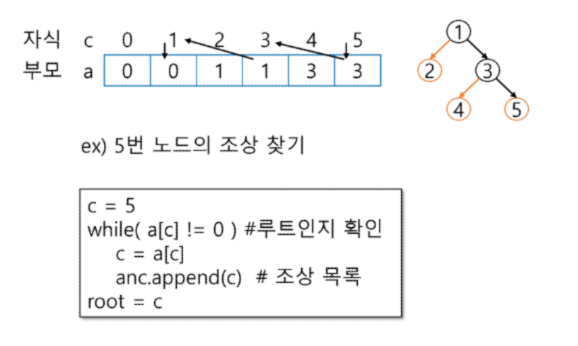 자식 c 0 1 2 3 4 5
부모 a 0 0 1 1 3 3
1
2 3
4 5
ex) 5번 노드의 조상 찾기
c = 5
while( a[c] != 0 ) #루트인지 확인
c = a[c]
anc.append(c) # 조상 목록
root = c